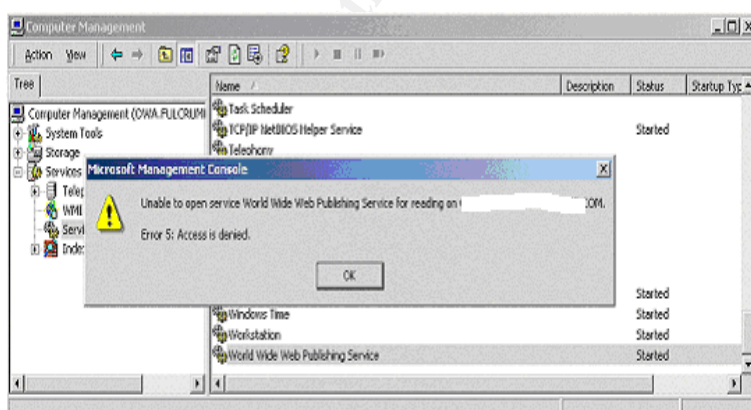 Computer Management
Action View
Tree
Name Description Status Startup Typ
Computer Management (OWA.FULCRUM
System Tools
Storage
Services
Telep
WMI
Servi
Inde
Task Scheduler
TCP/IP NetBIOS Helper Service Started
Telephony
Microsoft Management Console
Unable to open service World Wide Web Publishing Service for reading on COM.
Error 5: Access is denied.
OK
Started
Windows Time Started
Workstation Started
World Wide Web Publishing Service Started